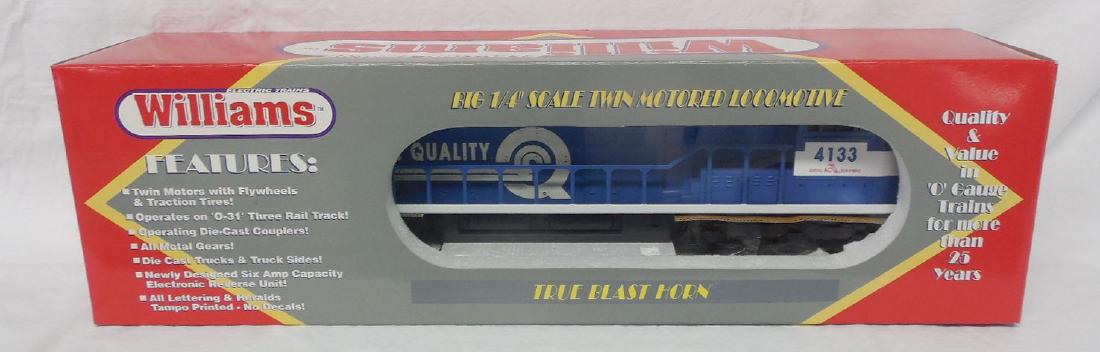 Williams
ELECTRIC TRAINS
Williams™
FEATURES:
Twin Motors with Flywheels
& Traction Tires!
Operates on 'O-31' Three Rail Track!
Operating Die-Cast Couplers!
All Metal Gears!
Die Cast Trucks & Truck Sides!
Newly Designed Six Amp Capacity
Electronic Reverse Unit!
All Lettering & Heralds
Tampo Printed - No Decals!
BIG 1/4" SCALE TWIN MOTORED LOCOMOTIVE
QUALITY
4133
TRUE BLAST HORN
Quality
&
Value
in
'O' Gauge
Trains
for more
than
25
Years